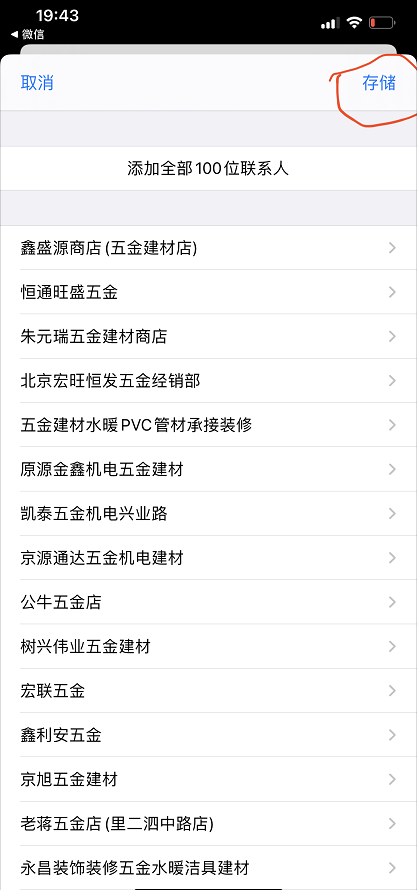 19:43
微信
取消
存储
添加全部100位联系人
鑫盛源商店(五金建材店)
恒通旺盛五金
朱元瑞五金建材商店
北京宏旺恒发五金经销部
五金建材水暖PVC管材承接装修
原源金鑫机电五金建材
凯泰五金机电兴业路
京源通达五金机电建材
公牛五金店
树兴伟业五金建材
宏联五金
鑫利安五金
京旭五金建材
老蒋五金店(里二泗中路店)
永昌装饰装修五金水暖洁具建材